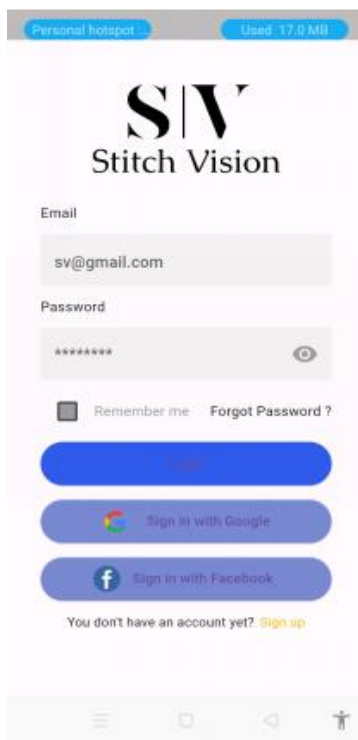 Personal hotspot :..
Used 17.0 MB
S|V
Stitch Vision
Email
sv@gmail.com
Password
********
Remember me Forgot Password ?
Sign in with Google
Sign in with Facebook
You don't have an account yet? Sign up